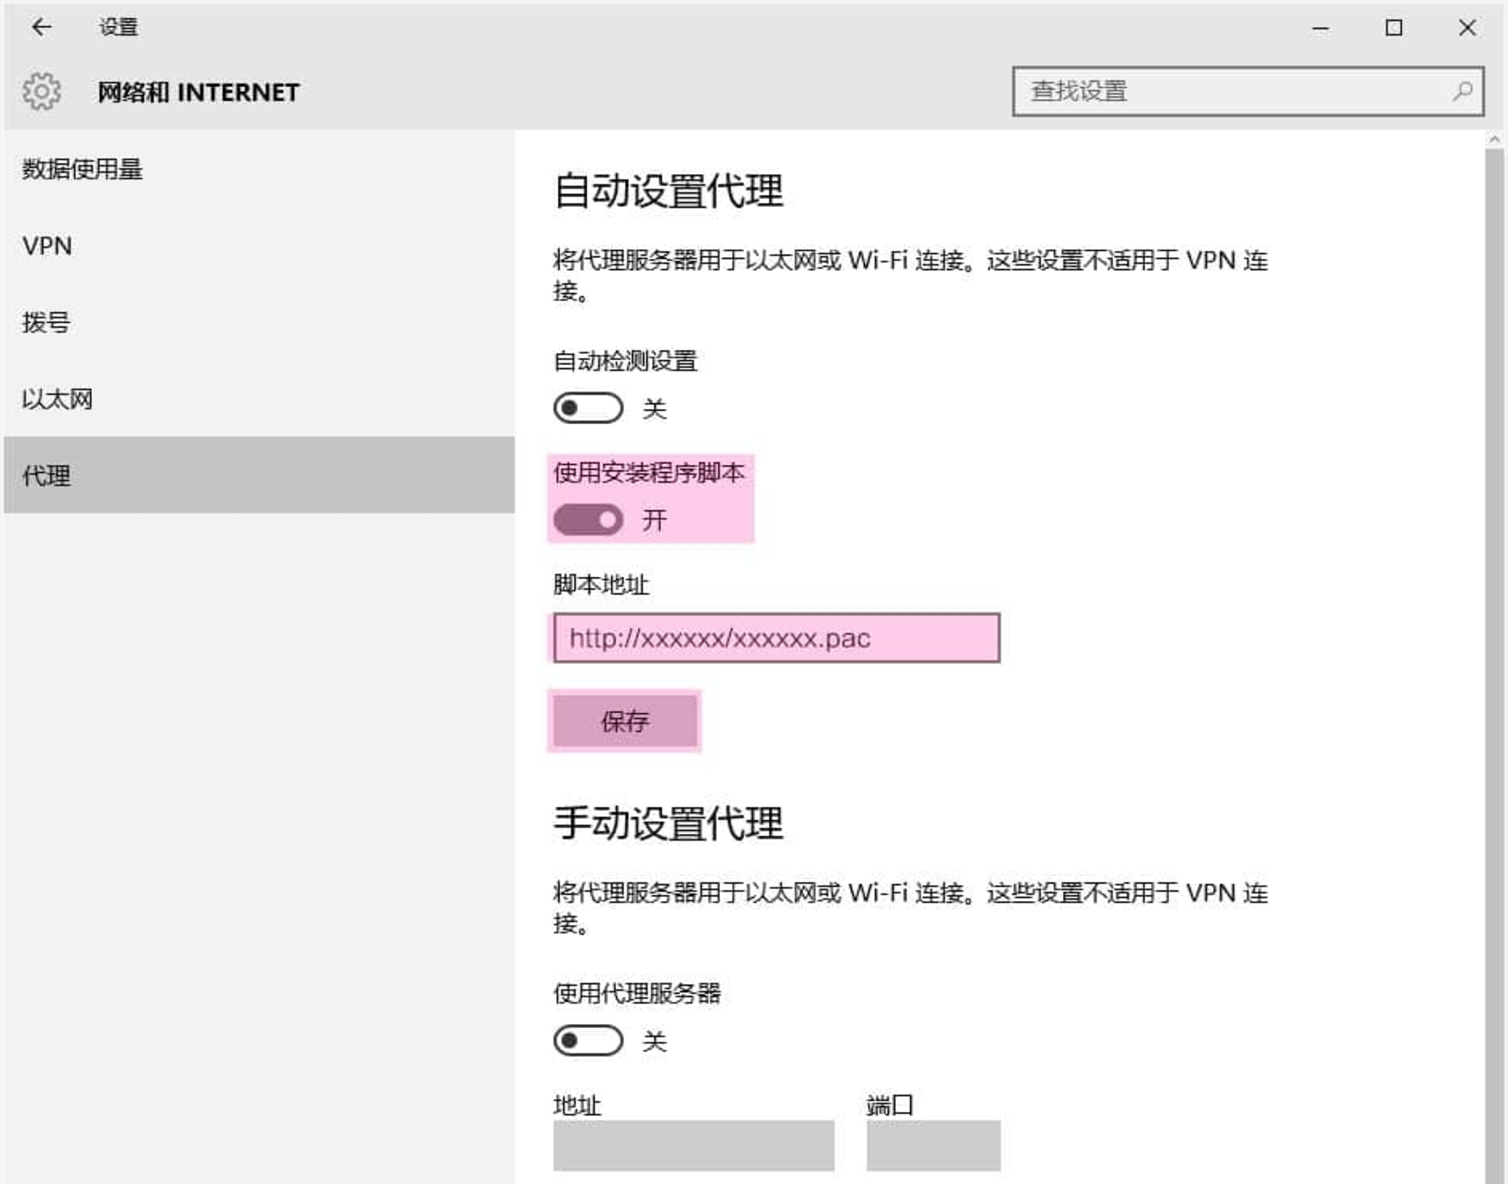 设置
网络和 INTERNET
查找设置
数据使用量
VPN
拨号
以太网
代理
自动设置代理
将代理服务器用于以太网或 Wi-Fi 连接。这些设置不适用于 VPN 连
接。
自动检测设置
关
使用安装程序脚本
开
脚本地址
http://xxxxxx/xxxxxx.pac
保存
手动设置代理
将代理服务器用于以太网或 Wi-Fi 连接。这些设置不适用于 VPN 连
接。
使用代理服务器
关
地址 端口